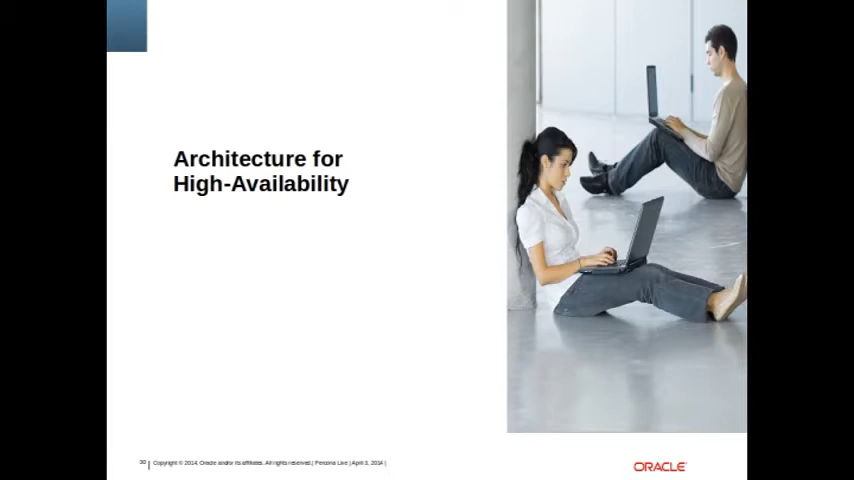 Architecture for
High-Availability
30 Copyright © 2014, Oracle and/or its affiliates. All rights reserved.| Percona Live | April 3, 2014 |
ORACLE